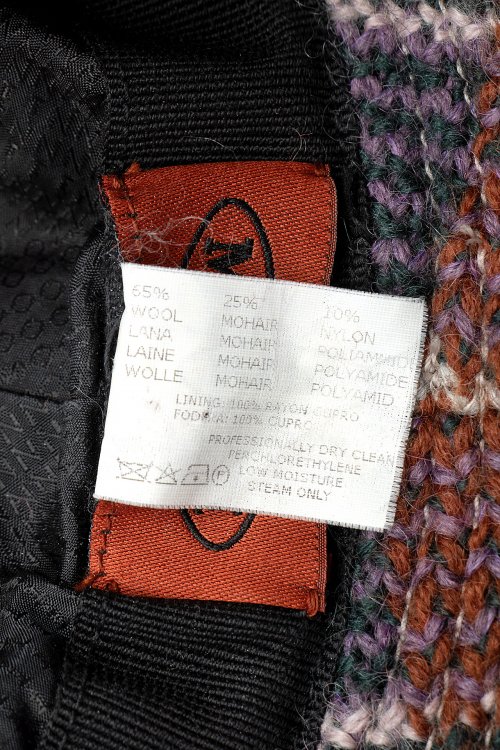 M
65% 25% 10%
WOOL MOHAIR NYLON
LANA MOHAIR POLIAMMID
LAINE MOHAIR POLYAMIDE
WOLLE MOHAIR POLYAMID
LINING: 100% RAYON CUPRO
FODERA: 100% CUPRO
PROFESSIONALLY DRY CLEAN
PERCHLORETHYLENE
LOW MOISTURE
STEAM ONLY